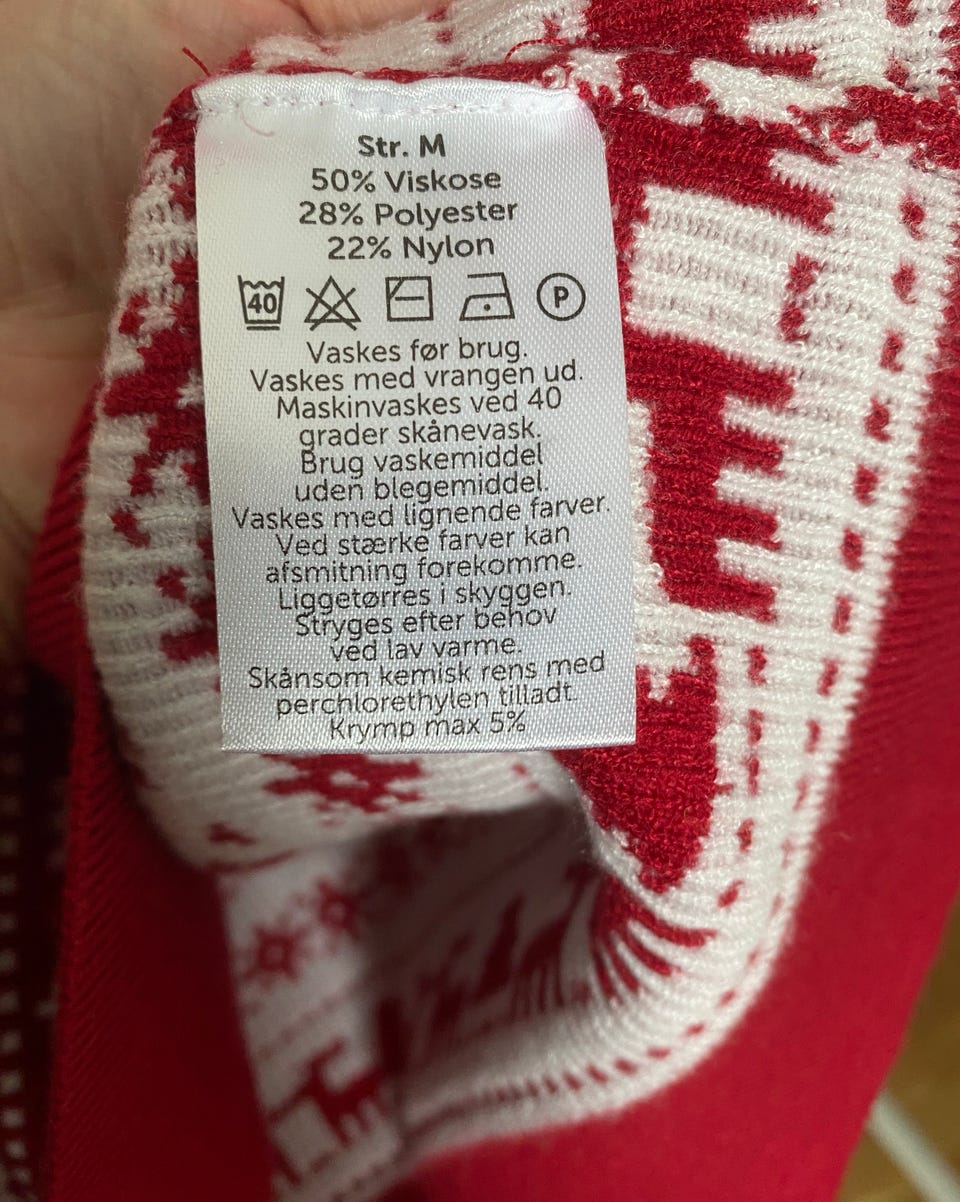 Str. M
50% Viskose
28% Polyester
22% Nylon
40 P
Vaskes før brug.
Vaskes med vrangen ud.
Maskinvaskes ved 40
grader skånevask.
Brug vaskemiddel
uden blegemiddel.
Vaskes med lignende farver.
Ved stærke farver kan
afsmitning forekomme.
Liggetørres i skyggen.
Stryges efter behov
ved lav varme.
Skånsom kemisk rens med
perchlorethylen tilladt.
Krymp max 5%